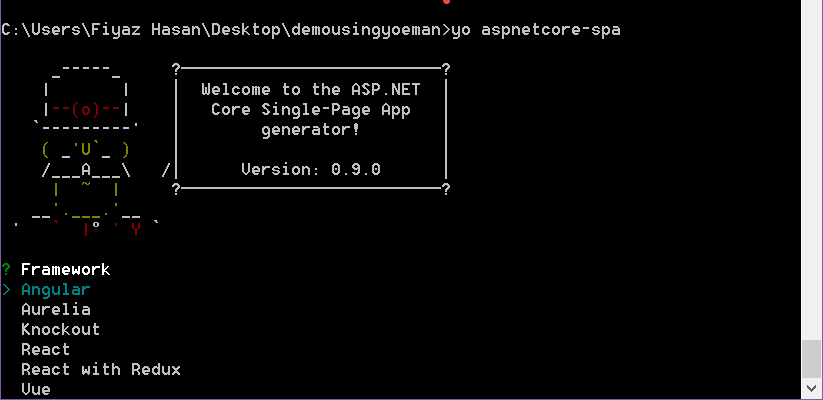 C:\Users\Fiyaz Hasan\Desktop\demousingyoeman>yo aspnetcore-spa
Welcome to the ASP.NET
Core Single-Page App
generator!
Version: 0.9.0
? Framework
> Angular
Aurelia
Knockout
React
React with Redux
Vue